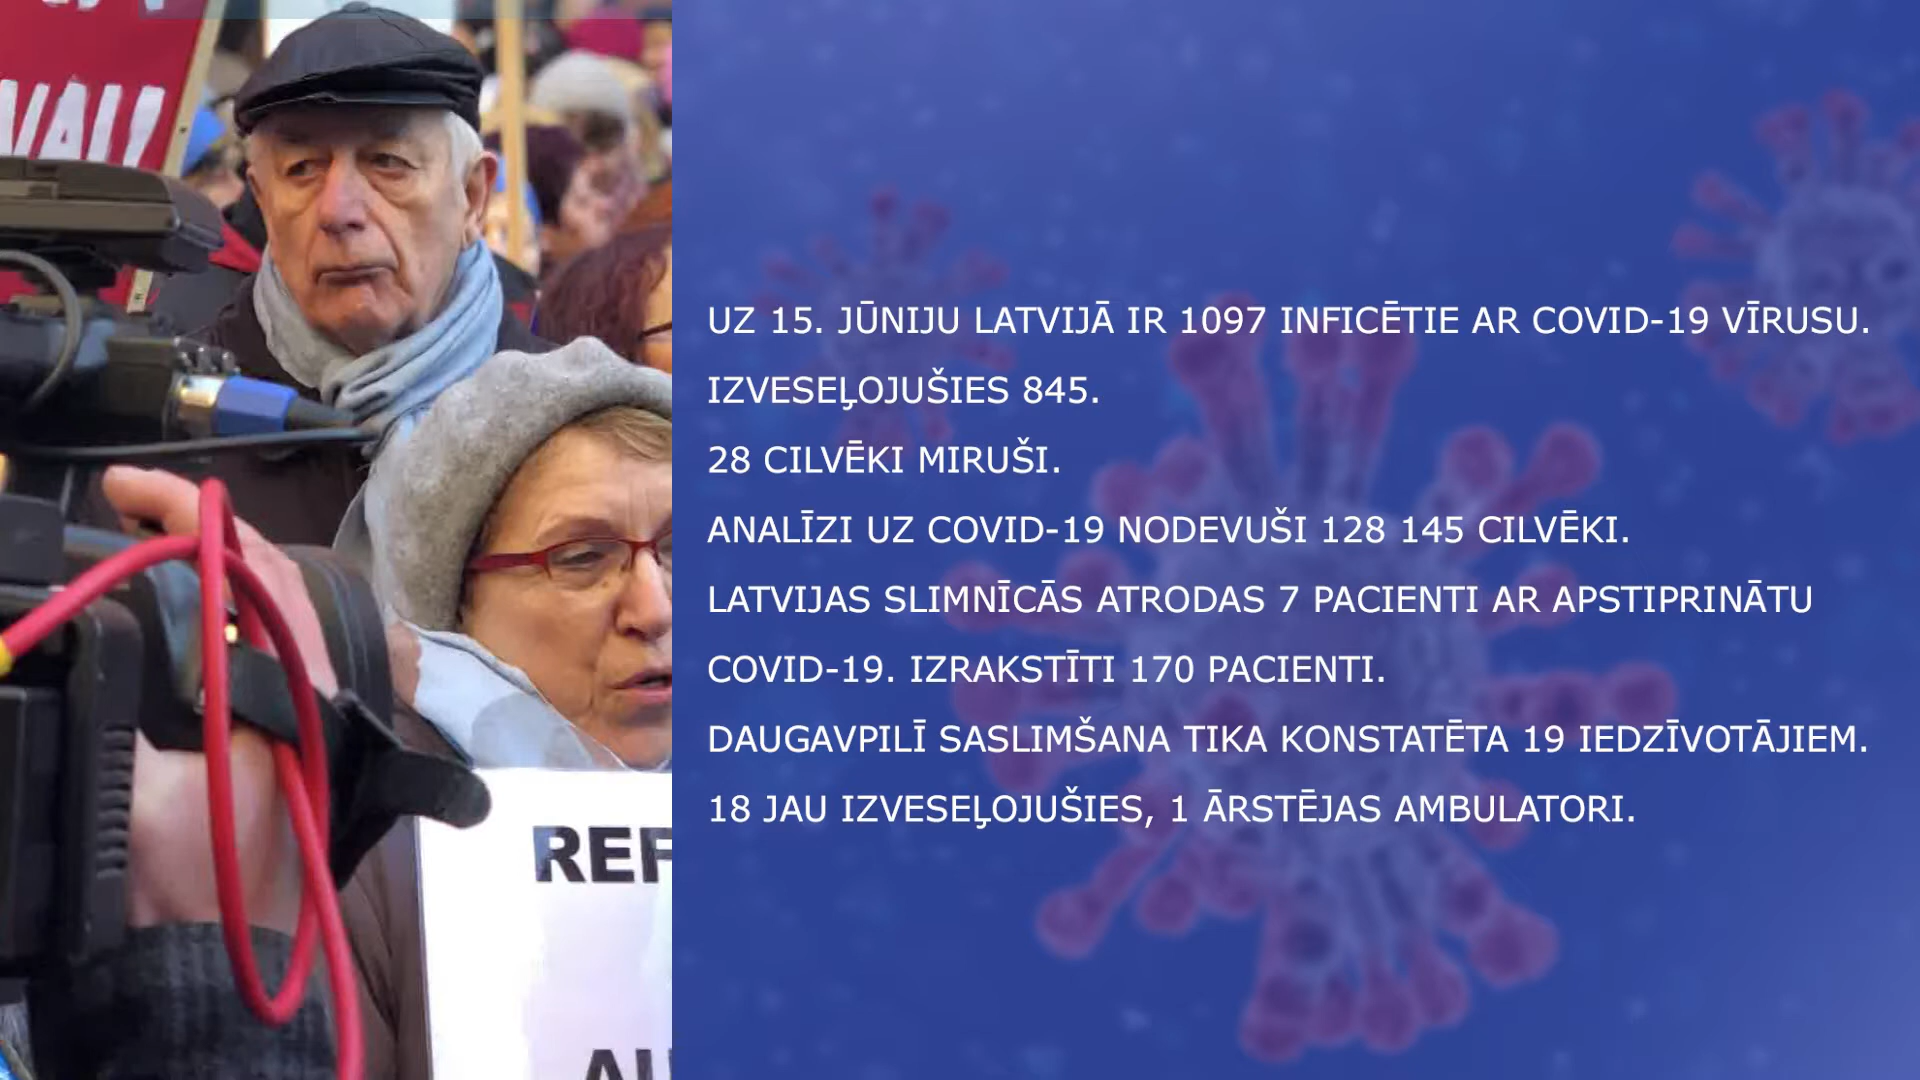 UZ 15. JŪNIJU LATVIJĀ IR 1097 INFICĒTIE AR COVID-19 VĪRUSU.
IZVESEĻOJUŠIES 845.
28 CILVĒKI MIRUŠI.
ANALĪZI UZ COVID-19 NODEVUŠI 128 145 CILVĒKI.
LATVIJAS SLIMNĪCĀS ATRODAS 7 PACIENTI AR APSTIPRINĀTU
COVID-19. IZRAKSTĪTI 170 PACIENTI.
DAUGAVPILĪ SASLIMŠANA TIKA KONSTATĒTA 19 IEDZĪVOTĀJIEM.
18 JAU IZVESEĻOJUŠIES, 1 ĀRSTĒJAS AMBULATORI.